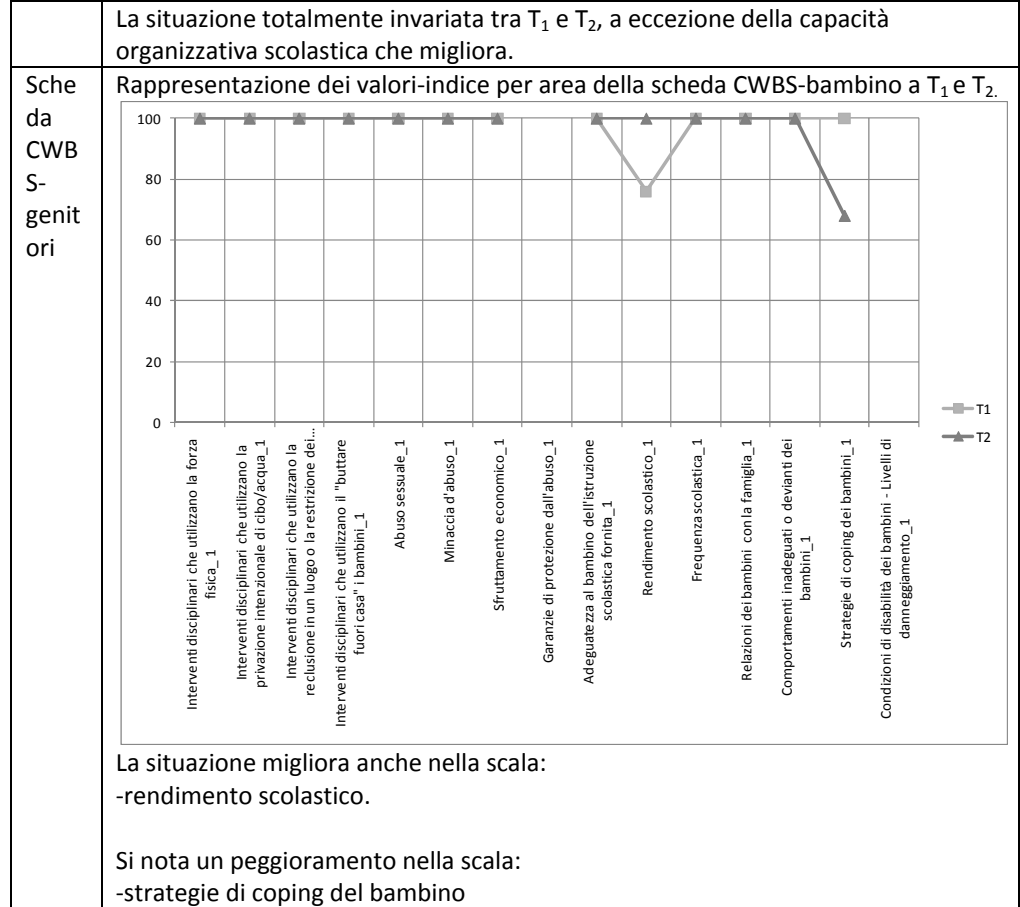 La situazione totalmente invariata tra T1 e T2, a eccezione della capacità
organizzativa scolastica che migliora.
Sche
da
CWB
S-
genit
ori
Rappresentazione dei valori-indice per area della scheda CWBS-bambino a T1 e T2.
100
80
60
40
20
0
T1
T2
Interventi disciplinari che utilizzano la forza
fisica_ 1
Interventi disciplinari che utilizzano la
privazione intenzionale di cibo/acqua_1
Interventi disciplinari che utilizzano la
reclusione in un luogo o la restrizione dei...
Interventi disciplinari che utilizzano il "buttare
fuori casa" i bambini_1
Abuso sessuale_1
Minaccia d'abuso_1
Sfruttamento economico_1
Garanzie di protezione dall'abuso_1
Adeguatezza al bambino dell'istruzione
scolastica fornita_1
Rendimento scolastico_1
Frequenza scolastica_1
Relazioni dei bambini con la famiglia_1
Comportamenti inadeguati o devianti dei
bambini_1
Strategie di coping dei bambini_1
Condizioni di disabilità dei bambini - Livelli di
danneggiamento_1
La situazione migliora anche nella scala:
-rendimento scolastico.
Si nota un peggioramento nella scala:
-strategie di coping del bambino